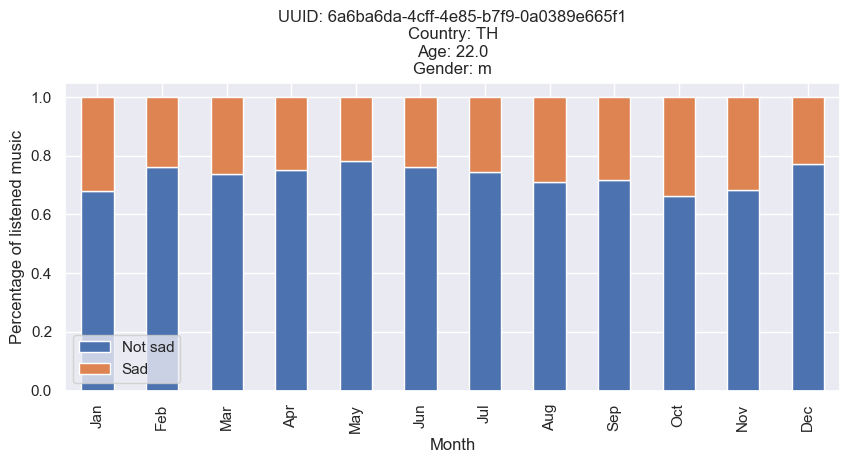 UUID: 6a6ba6da-4cff-4e85-b7f9-0a0389e665f1
Country: TH
Age: 22.0
Gender: m
Percentage of listened music
1.0
0.8
0.6
0.4
0.2
0.0
Not sad
Sad
Jan
Feb
Mar
Apr
May
Jun
Jul
Aug
Sep
Oct
Nov
Dec
Month